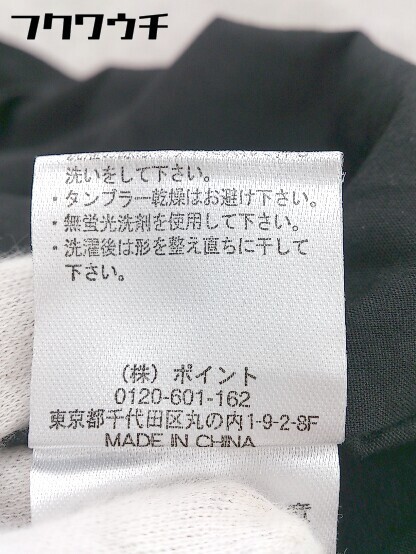 フクワウチ
洗いをして下さい。
・タンブラー乾燥はお避け下さい。
・無蛍光洗剤を使用して下さい。
・洗濯後は形を整え直ちに干して
下さい。
(株) ポイント
0120-601-162
東京都千代田区丸の内1-9-2-8F
MADE IN CHINA